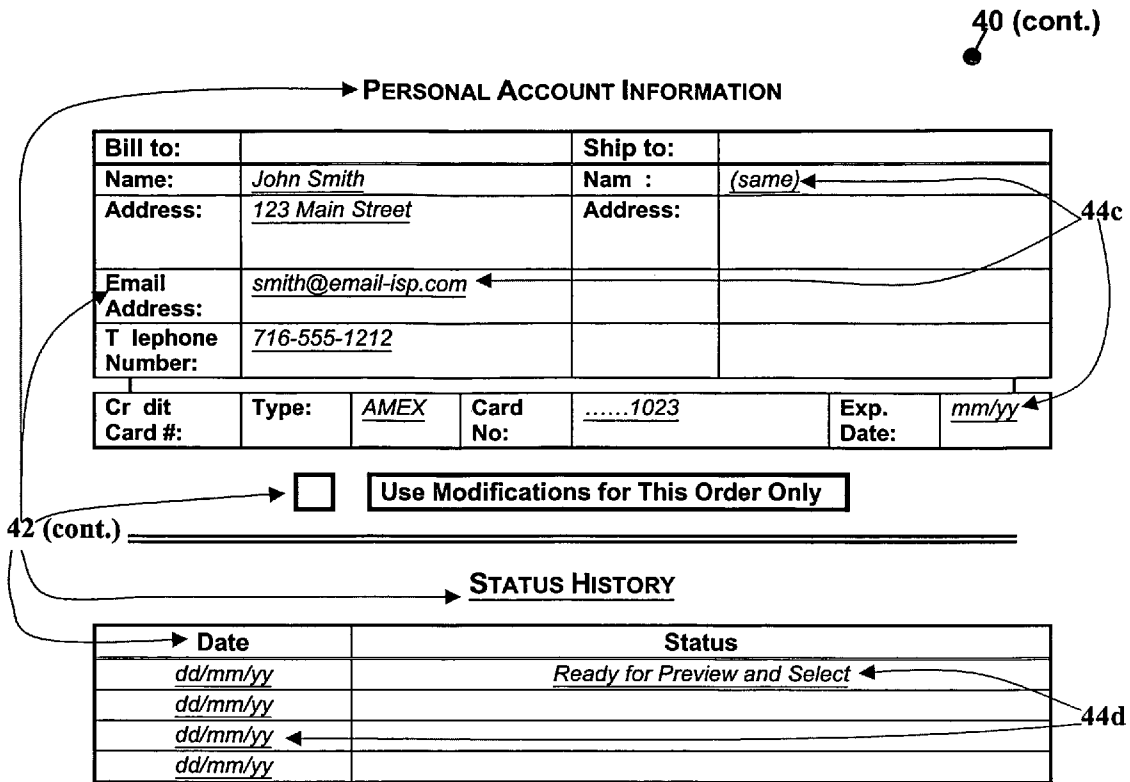 40 (cont.)
PERSONAL ACCOUNT INFORMATION
Bill to: Ship to:
Name: John Smith Nam : (same)
Address: 123 Main Street Address:
44c
Email smith@email-isp.com
Address:
T lephone 716-555-1212
Number:
Cr dit Type: AMEX Card ......1023 Exp. mm/yy
Card #: No: Date:
Use Modifications for This Order Only
42 (cont.)
STATUS HISTORY
Date Status
dd/mm/yy Ready for Preview and Select
dd/mm/yy
44d
dd/mm/yy
dd/mm/yy